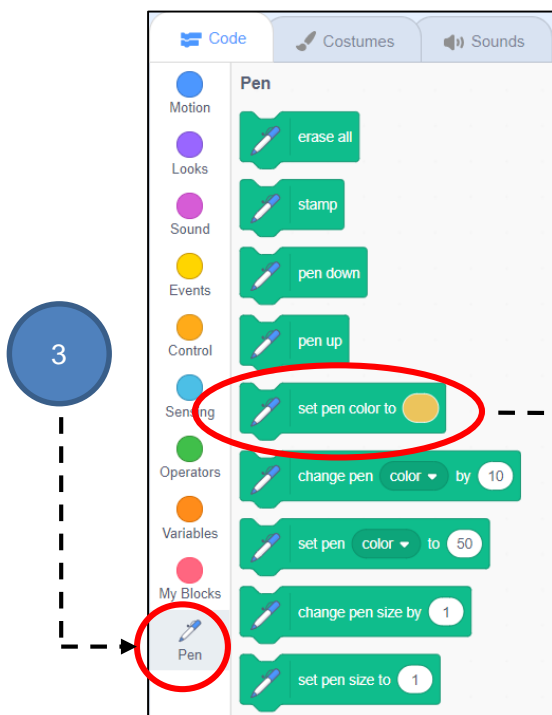 Code Costumes Sounds
Pen
Motion
Looks
Sound
Events
Control
Sensing
Operators
Variables
My Blocks
Pen
erase all
stamp
pen down
pen up
set pen color to
change pen color by 10
set pen color to 50
change pen size by 1
set pen size to 1
3